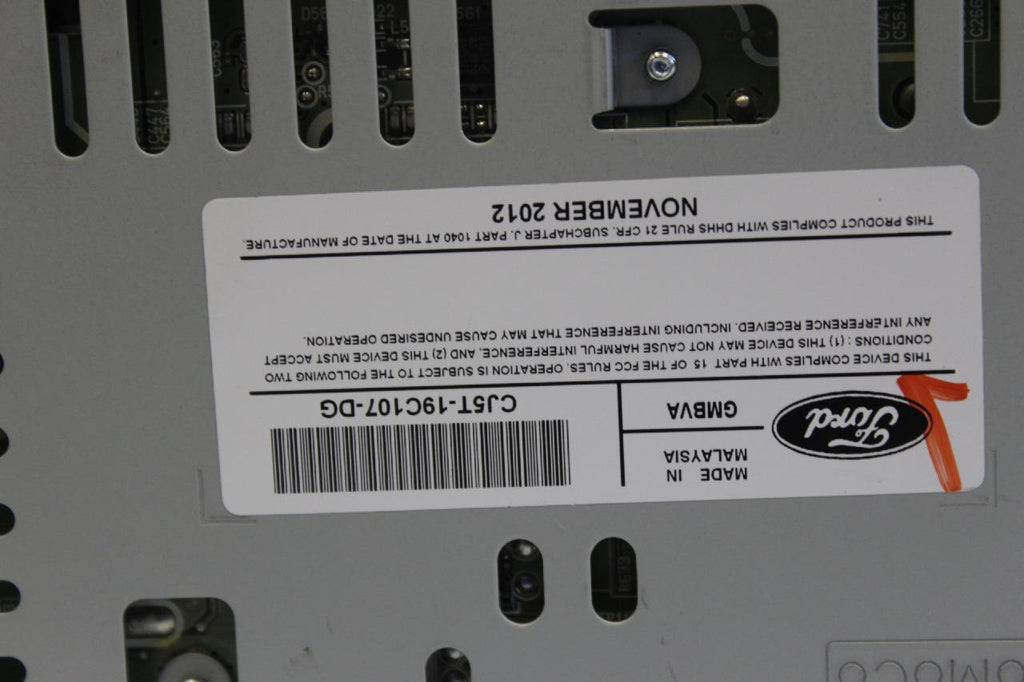 Ford
MADE IN
MALAYSIA
GMBVA
CJ5T-19C107-DG
THIS DEVICE COMPLIES WITH PART 15 OF THE FCC RULES. OPERATION IS SUBJECT TO THE FOLLOWING TWO
CONDITIONS : (1) THIS DEVICE MAY NOT CAUSE HARMFUL INTERFERENCE, AND (2) THIS DEVICE MUST ACCEPT
ANY INTERFERENCE RECEIVED. INCLUDING INTERFERENCE THAT MAY CAUSE UNDESIRED OPERATION.
THIS PRODUCT COMPLIES WITH DHHS RULE 21 CFR. SUBCHAPTER J. PART 1040 AT THE DATE OF MANUFACTURE.
NOVEMBER 2012
C554
C266